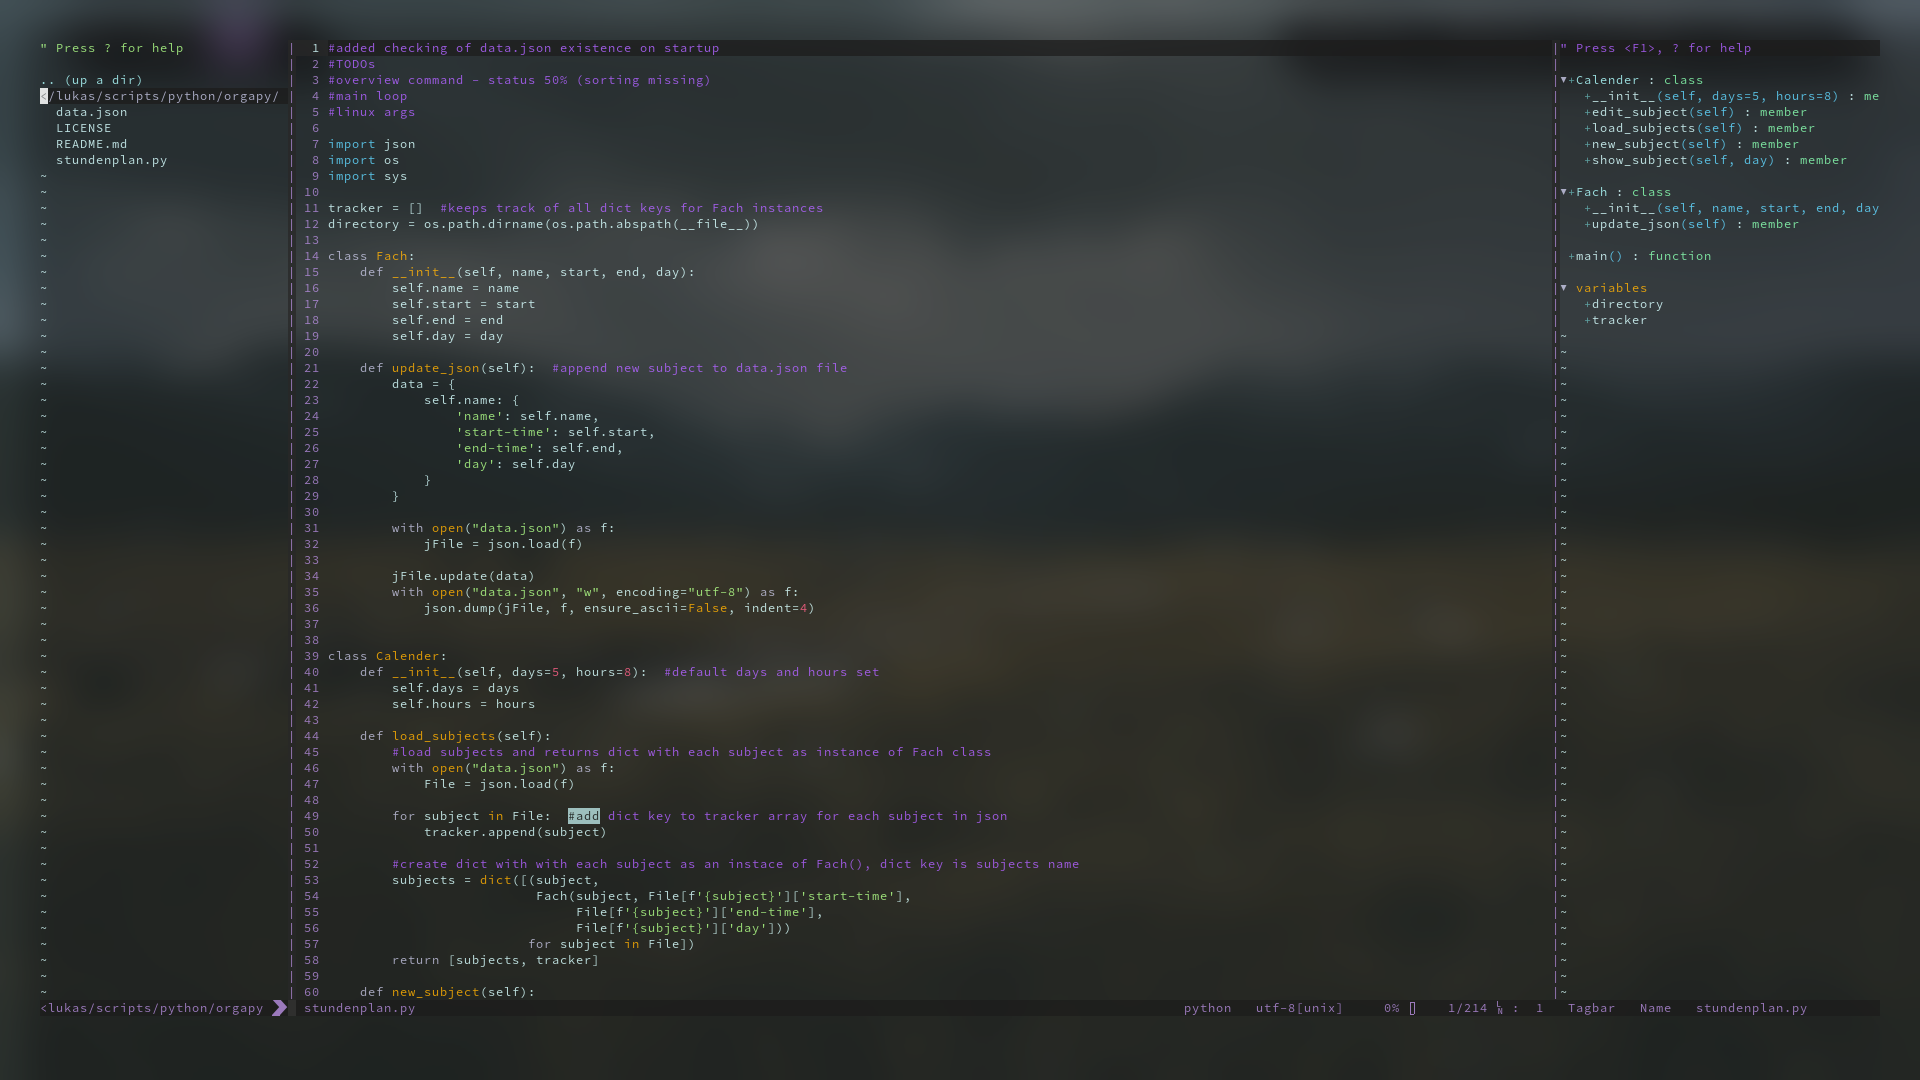 " Press ? for help
.. (up a dir)
</lukas/scripts/python/orgapy/
data.json
LICENSE
README.md
stundenplan.py
1 #added checking of data.json existence on startup
2 #TODOs
3 #overview command – status 50% (sorting missing)
4 #main loop
5 #linux args
6
7 import json
8 import os
9 import sys
10
11 tracker = []  #keeps track of all dict keys for Fach instances
12 directory = os.path.dirname(os.path.abspath(__file__))
13
14 class Fach:
15     def __init__(self, name, start, end, day):
16         self.name = name
17         self.start = start
18         self.end = end
19         self.day = day
20
21     def update_json(self):  #append new subject to data.json file
22         data = {
23             self.name: {
24                 'name': self.name,
25                 'start-time': self.start,
26                 'end-time': self.end,
27                 'day': self.day
28             }
29         }
30
31         with open("data.json") as f:
32             jFile = json.load(f)
33
34         jFile.update(data)
35         with open("data.json", "w", encoding="utf-8") as f:
36             json.dump(jFile, f, ensure_ascii=False, indent=4)
37
38
39 class Calender:
40     def __init__(self, days=5, hours=8):  #default days and hours set
41         self.days = days
42         self.hours = hours
43
44     def load_subjects(self):
45         #load subjects and returns dict with each subject as instance of Fach class
46         with open("data.json") as f:
47             File = json.load(f)
48
49         for subject in File:  #add dict key to tracker array for each subject in json
50             tracker.append(subject)
51
52         #create dict with with each subject as an instace of Fach(), dict key is subjects name
53         subjects = dict([(subject,
54                           Fach(subject, File[f'{subject}']['start-time'],
55                                File[f'{subject}']['end-time'],
56                                File[f'{subject}']['day']))
57                          for subject in File])
58         return [subjects, tracker]
59
60     def new_subject(self):
" Press <F1>, ? for help
▼+Calender : class
+__init__(self, days=5, hours=8) : me
+edit_subject(self) : member
+load_subjects(self) : member
+new_subject(self) : member
+show_subject(self, day) : member
▼+Fach : class
+__init__(self, name, start, end, day
+update_json(self) : member
+main() : function
▼ variables
+directory
+tracker
<lukas/scripts/python/orgapy stundenplan.py python utf-8[unix] 0% 1/214 : 1 Tagbar Name stundenplan.py